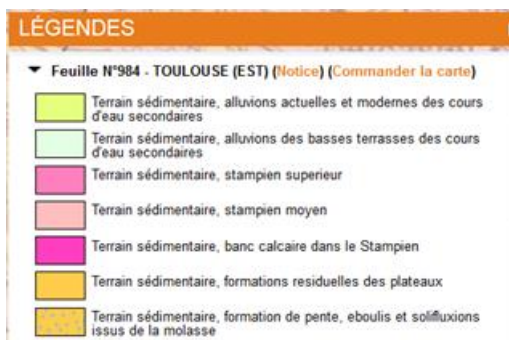 LÉGENDES
Feuille N°984 - TOULOUSE (EST) (Notice) (Commander la carte)
Terrain sédimentaire, alluvions actuelles et modernes des cours
d'eau secondaires
Terrain sédimentaire, alluvions des basses terrasses des cours
d'eau secondaires
Terrain sédimentaire, stampien superieur
Terrain sédimentaire, stampien moyen
Terrain sédimentaire, banc calcaire dans le Stampien
Terrain sédimentaire, formations residuelles des plateaux
Terrain sédimentaire, formation de pente, eboulis et solifluxions
issus de la molasse